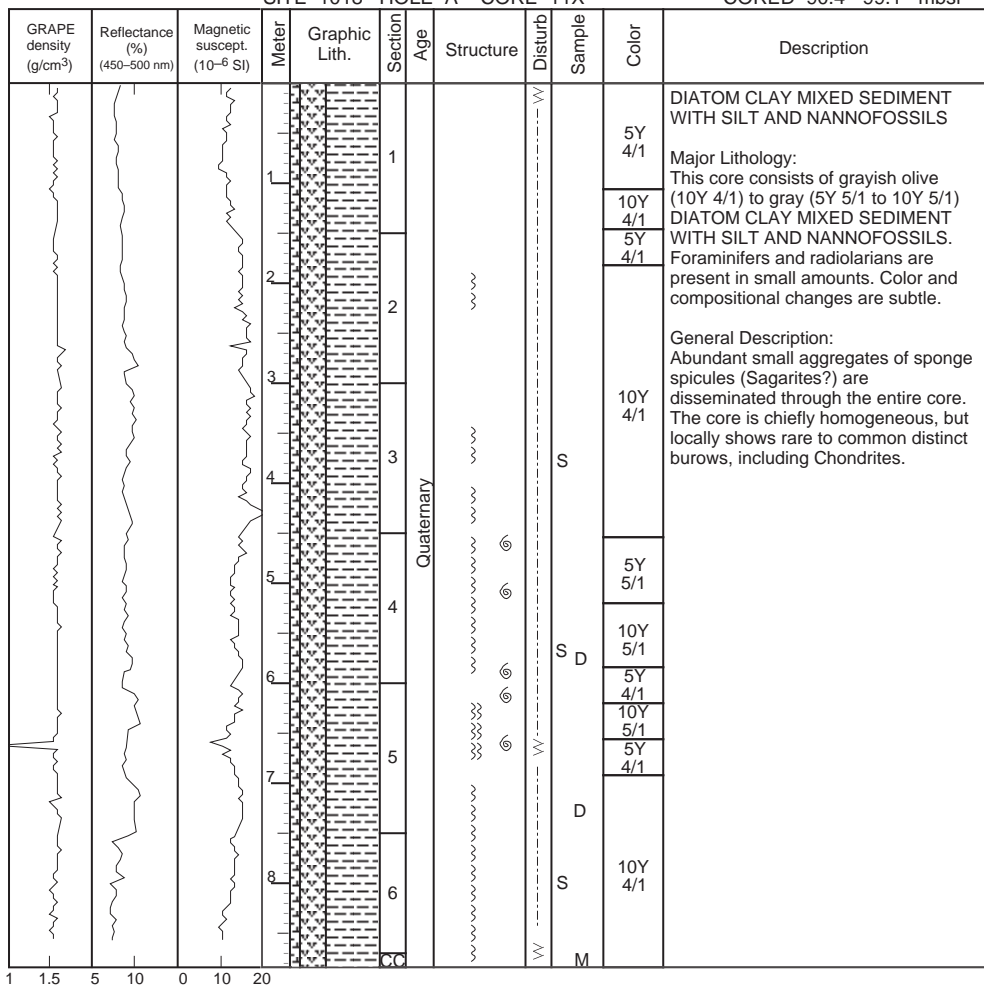 GRAPE density (g/cm3)
Reflectance (%) (450–500 nm)
Magnetic suscept. (10–6 SI)
Meter
Graphic Lith.
Section
Age
Structure
Disturb
Sample
Color
Description
1
2
3
4
5
6
7
8
1
2
3
4
5
6
CC
Quaternary
S
S
D
D
S
M
5Y
4/1
10Y
4/1
5Y
4/1
10Y
4/1
5Y
5/1
10Y
5/1
5Y
4/1
10Y
5/1
5Y
4/1
10Y
4/1
DIATOM CLAY MIXED SEDIMENT
WITH SILT AND NANNOFOSSILS
Major Lithology:
This core consists of grayish olive
(10Y 4/1) to gray (5Y 5/1 to 10Y 5/1)
DIATOM CLAY MIXED SEDIMENT
WITH SILT AND NANNOFOSSILS.
Foraminifers and radiolarians are
present in small amounts. Color and
compositional changes are subtle.
General Description:
Abundant small aggregates of sponge
spicules (Sagarites?) are
disseminated through the entire core.
The core is chiefly homogeneous, but
locally shows rare to common distinct
burows, including Chondrites.
1 1.5 5 10 0 10 20